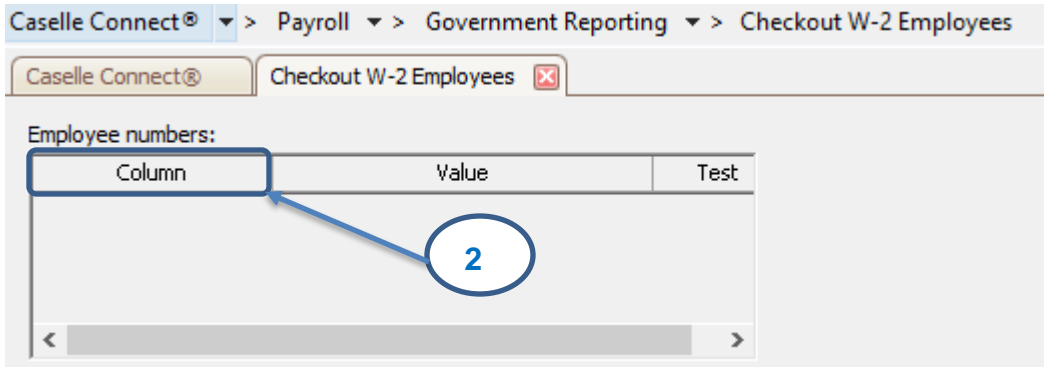 Caselle Connect® ▾ > Payroll ▾ > Government Reporting ▾ > Checkout W-2 Employees
Caselle Connect® Checkout W-2 Employees
Employee numbers:
Column Value Test
2